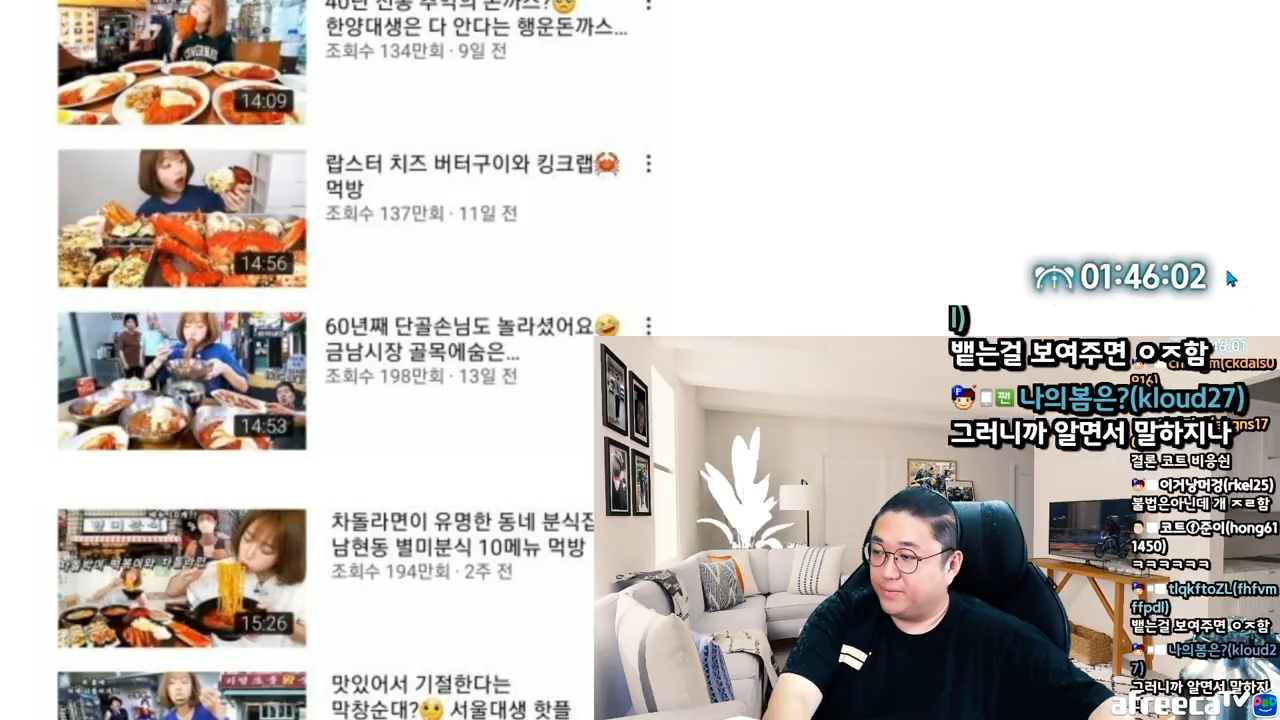 40년 전통 추억의 돈까스?🥺
한양대생은 다 안다는 행운돈까스...
조회수 134만회 · 9일 전
14:09
랍스터 치즈 버터구이와 킹크랩🦀
먹방
조회수 137만회 · 11일 전
14:56
60년째 단골손님도 놀라셨어요🤣
금남시장 골목에숨은...
조회수 198만회 · 13일 전
14:53
차돌라면이 유명한 동네 분식집
남현동 별미분식 10메뉴 먹방
조회수 194만회 · 2주 전
15:26
맛있어서 기절한다는
막창순대?😲 서울대생 핫플
01:46:02
l)
뱉는걸 보여주면 ㅇㅈ함
팬 나의봄은?(kloud27)
그러니까 알면서 말하지나
결론 코트 비응쉰
이거낭머겅(rkel25)
불법은아닌데 개 ㅈㄹ함
코트ⓕ준이(hong61
1450)
ㅋㅋㅋㅋㅋㅋ
tlqkftoZL(fhfvm
ffpdl)
뱉는걸 보여주면 ㅇㅈ함
나의봄은?(kloud2
7)
그러니까 알면서 말하지
afreecaTV